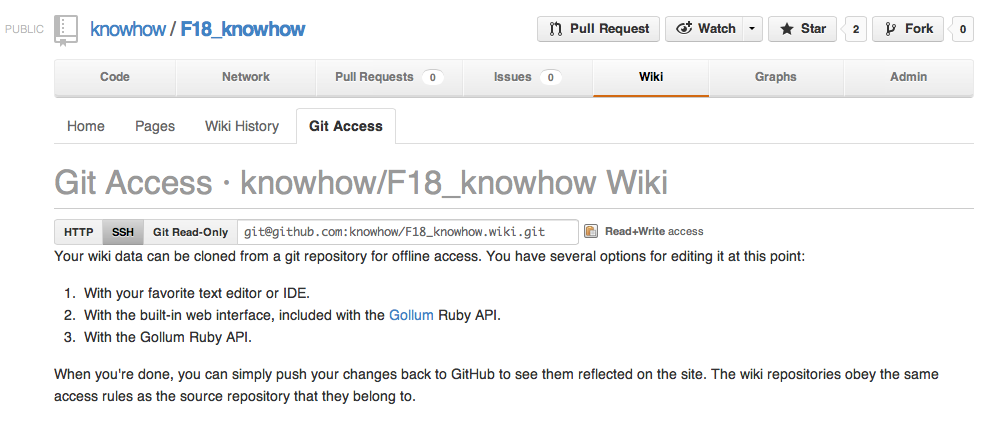 PUBLIC knowhow / F18_knowhow Pull Request Watch Star 2 Fork 0
Code Network Pull Requests 0 Issues 0 Wiki Graphs Admin
Home Pages Wiki History Git Access
Git Access · knowhow/F18_knowhow Wiki
HTTP SSH Git Read-Only git@github.com:knowhow/F18_knowhow.wiki.git Read+Write access
Your wiki data can be cloned from a git repository for offline access. You have several options for editing it at this point:
1. With your favorite text editor or IDE.
2. With the built-in web interface, included with the Gollum Ruby API.
3. With the Gollum Ruby API.
When you're done, you can simply push your changes back to GitHub to see them reflected on the site. The wiki repositories obey the same
access rules as the source repository that they belong to.